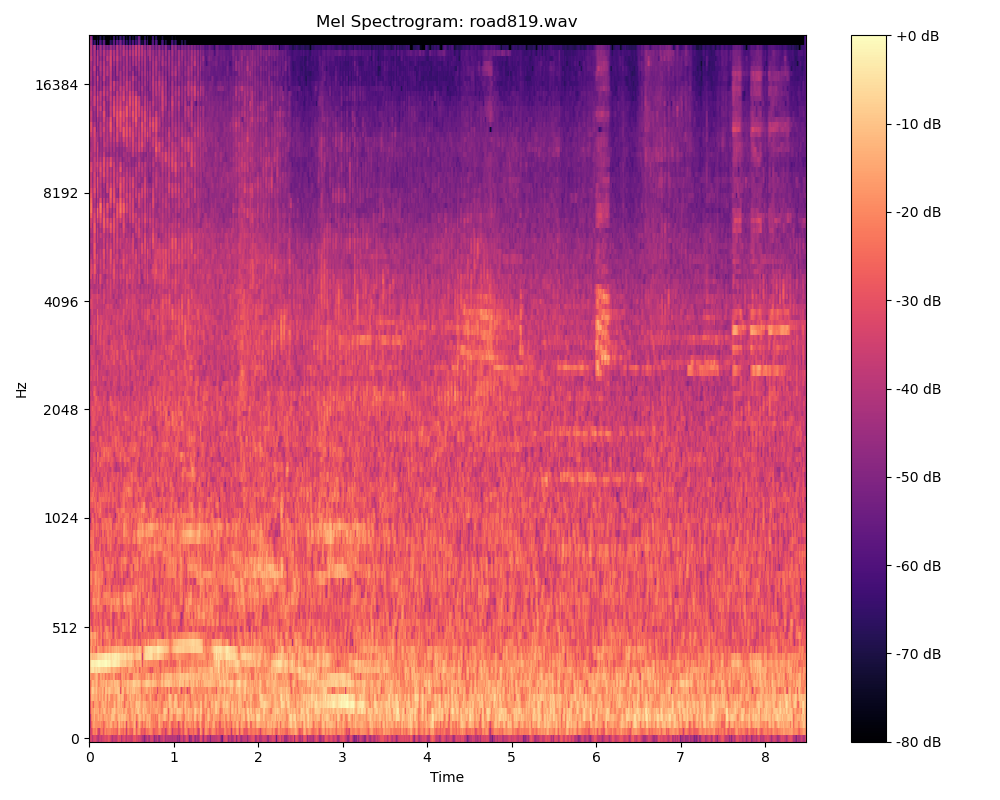 Mel Spectrogram: road819.wav
+0 dB
16384
-10 dB
8192
-20 dB
4096
-30 dB
Hz
-40 dB
2048
-50 dB
1024
-60 dB
512
-70 dB
0
-80 dB
0 1 2 3 4 5 6 7 8
Time